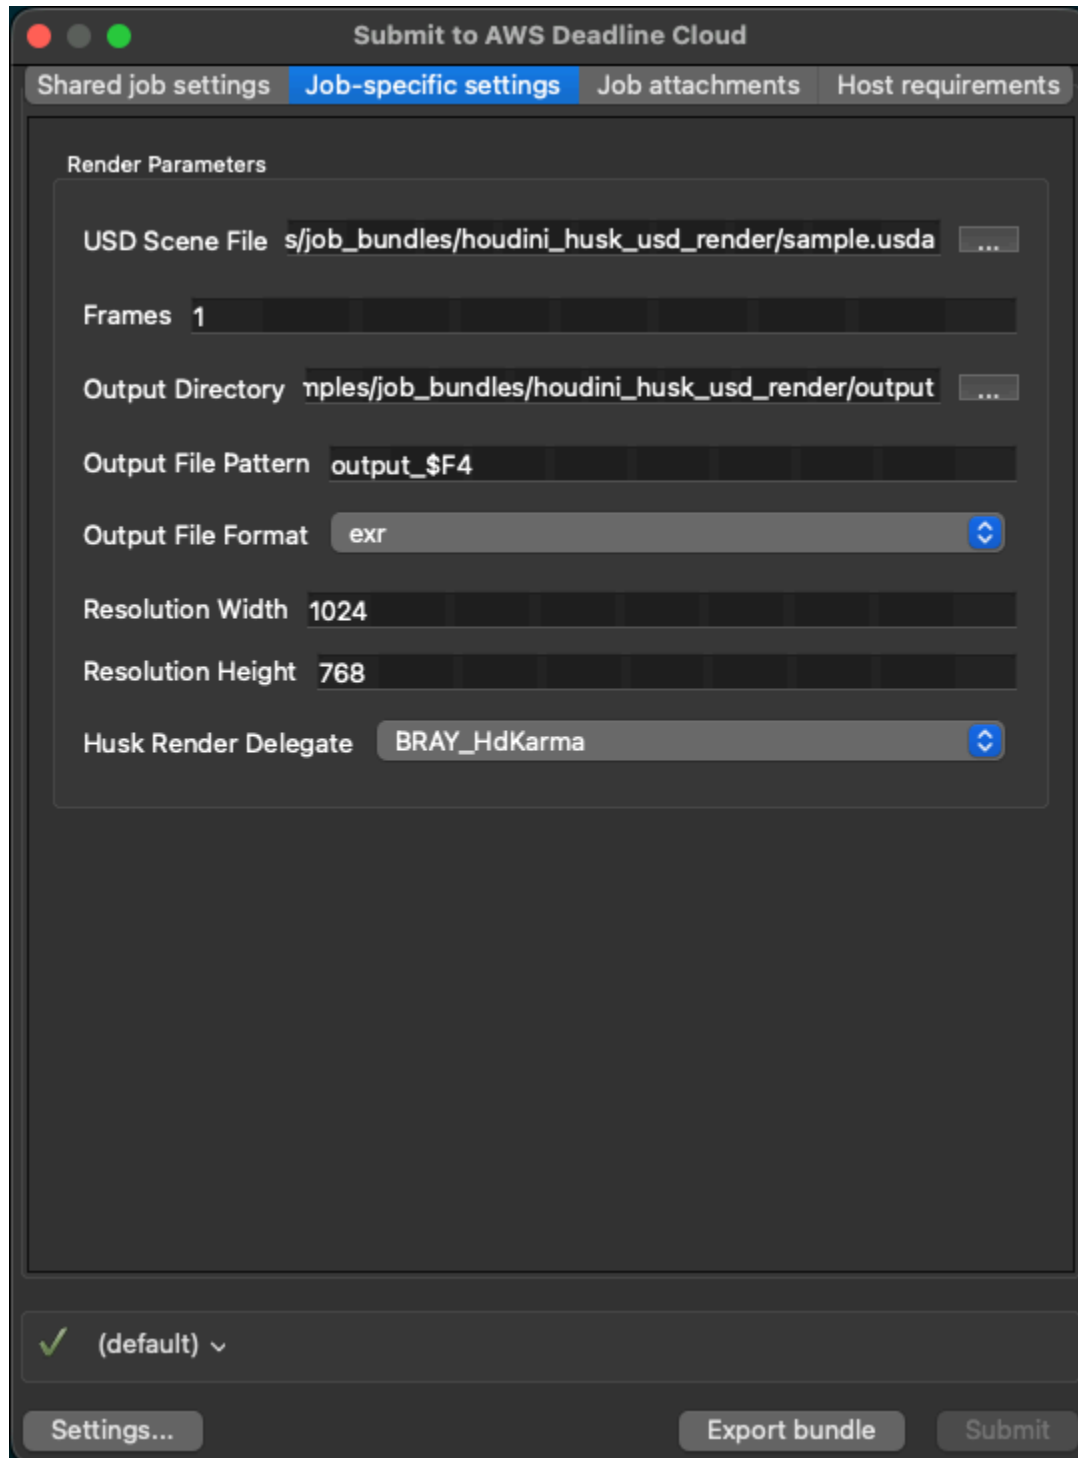 Submit to AWS Deadline Cloud
Shared job settings Job-specific settings Job attachments Host requirements
Render Parameters
USD Scene File s/job_bundles/houdini_husk_usd_render/sample.usda ...
Frames 1
Output Directory mples/job_bundles/houdini_husk_usd_render/output ...
Output File Pattern output_$F4
Output File Format exr
Resolution Width 1024
Resolution Height 768
Husk Render Delegate BRAY_HdKarma
(default)
Settings... Export bundle Submit